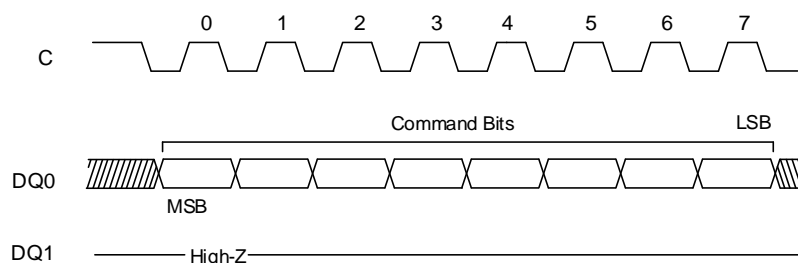 0 1 2 3 4 5 6 7
C
Command Bits LSB
DQ0
MSB
DQ1 High-Z